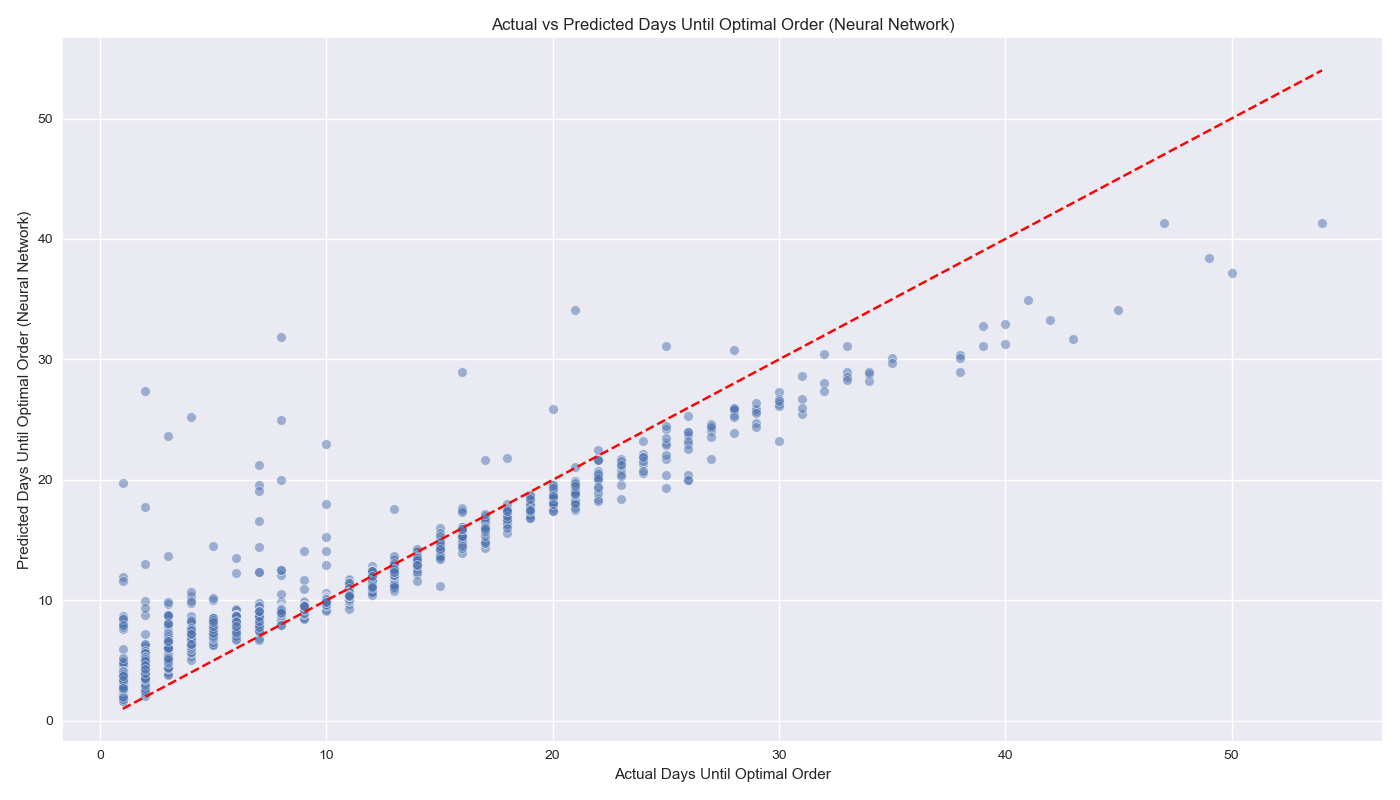 Actual vs Predicted Days Until Optimal Order (Neural Network)
Predicted Days Until Optimal Order (Neural Network)
50
40
30
20
10
0
0 10 20 30 40 50
Actual Days Until Optimal Order